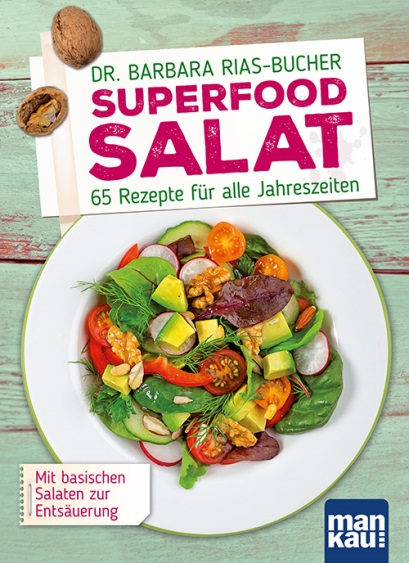 DR. BARBARA RIAS-BUCHER
SUPERFOOD
SALAT
65 Rezepte für alle Jahreszeiten
Mit basischen
Salaten zur
Entsäuerung
man
kau!!!